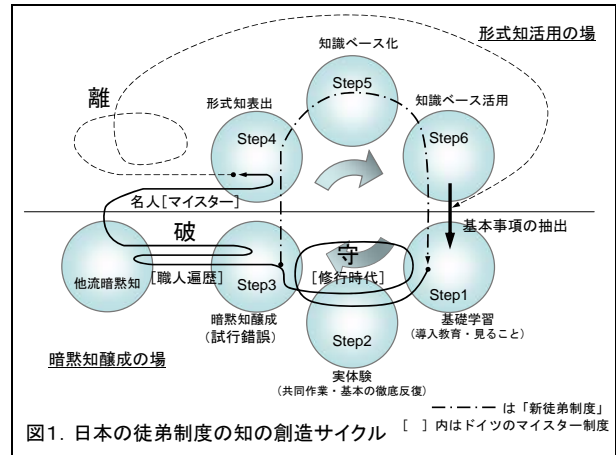 形式知活用の場
知識ベース化
Step5
離
形式知表出
Step4
知識ベース活用
Step6
名人[マイスター]
基本事項の抽出
破
守
他流暗黙知
[職人遍歴]
Step3
[修行時代]
Step1
暗黙知醸成
(試行錯誤)
Step2
基礎学習
(導入教育・見ること)
暗黙知醸成の場
実体験
(共同作業・基本の徹底反復)
は「新徒弟制度」
[ ]内はドイツのマイスター制度
図1. 日本の徒弟制度の知の創造サイクル